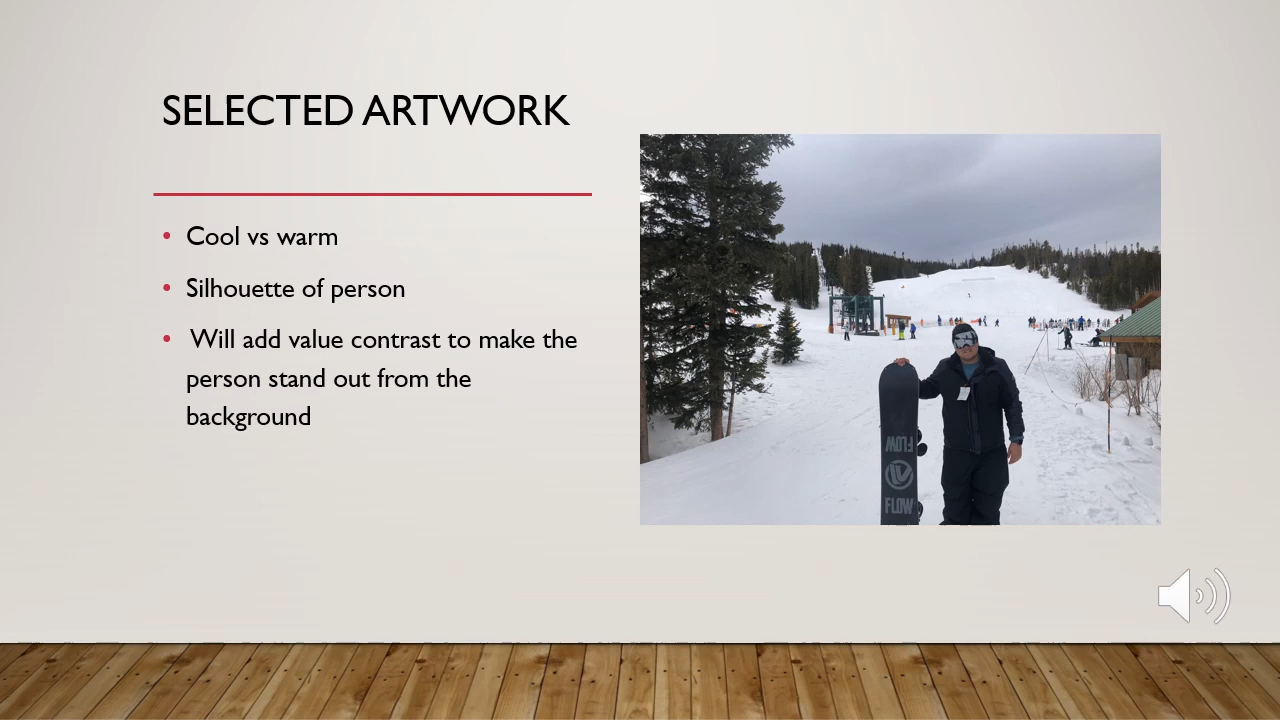 SELECTED ARTWORK
• Cool vs warm
• Silhouette of person
• Will add value contrast to make the
person stand out from the
background
FLOW
FLOW